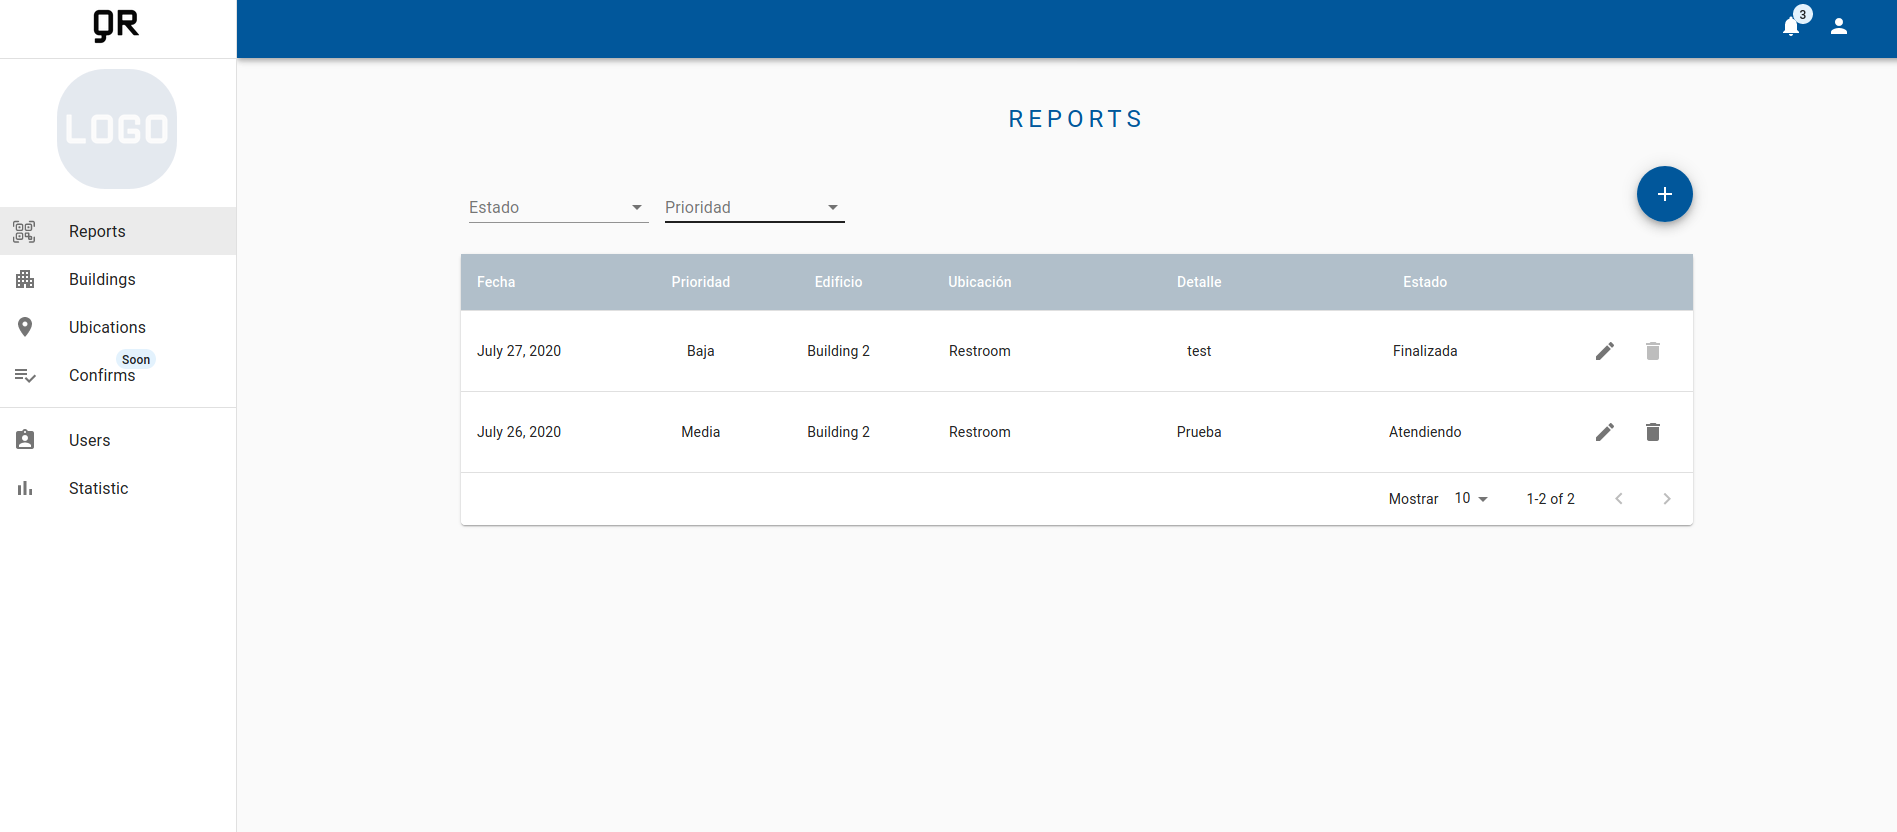 gR
3
LOGO
REPORTS
Estado Prioridad
Reports
Buildings
Ubications
Soon
Confirms
Users
Statistic
Fecha Prioridad Edificio Ubicación Detalle Estado
July 27, 2020 Baja Building 2 Restroom test Finalizada
July 26, 2020 Media Building 2 Restroom Prueba Atendiendo
Mostrar 10 1-2 of 2